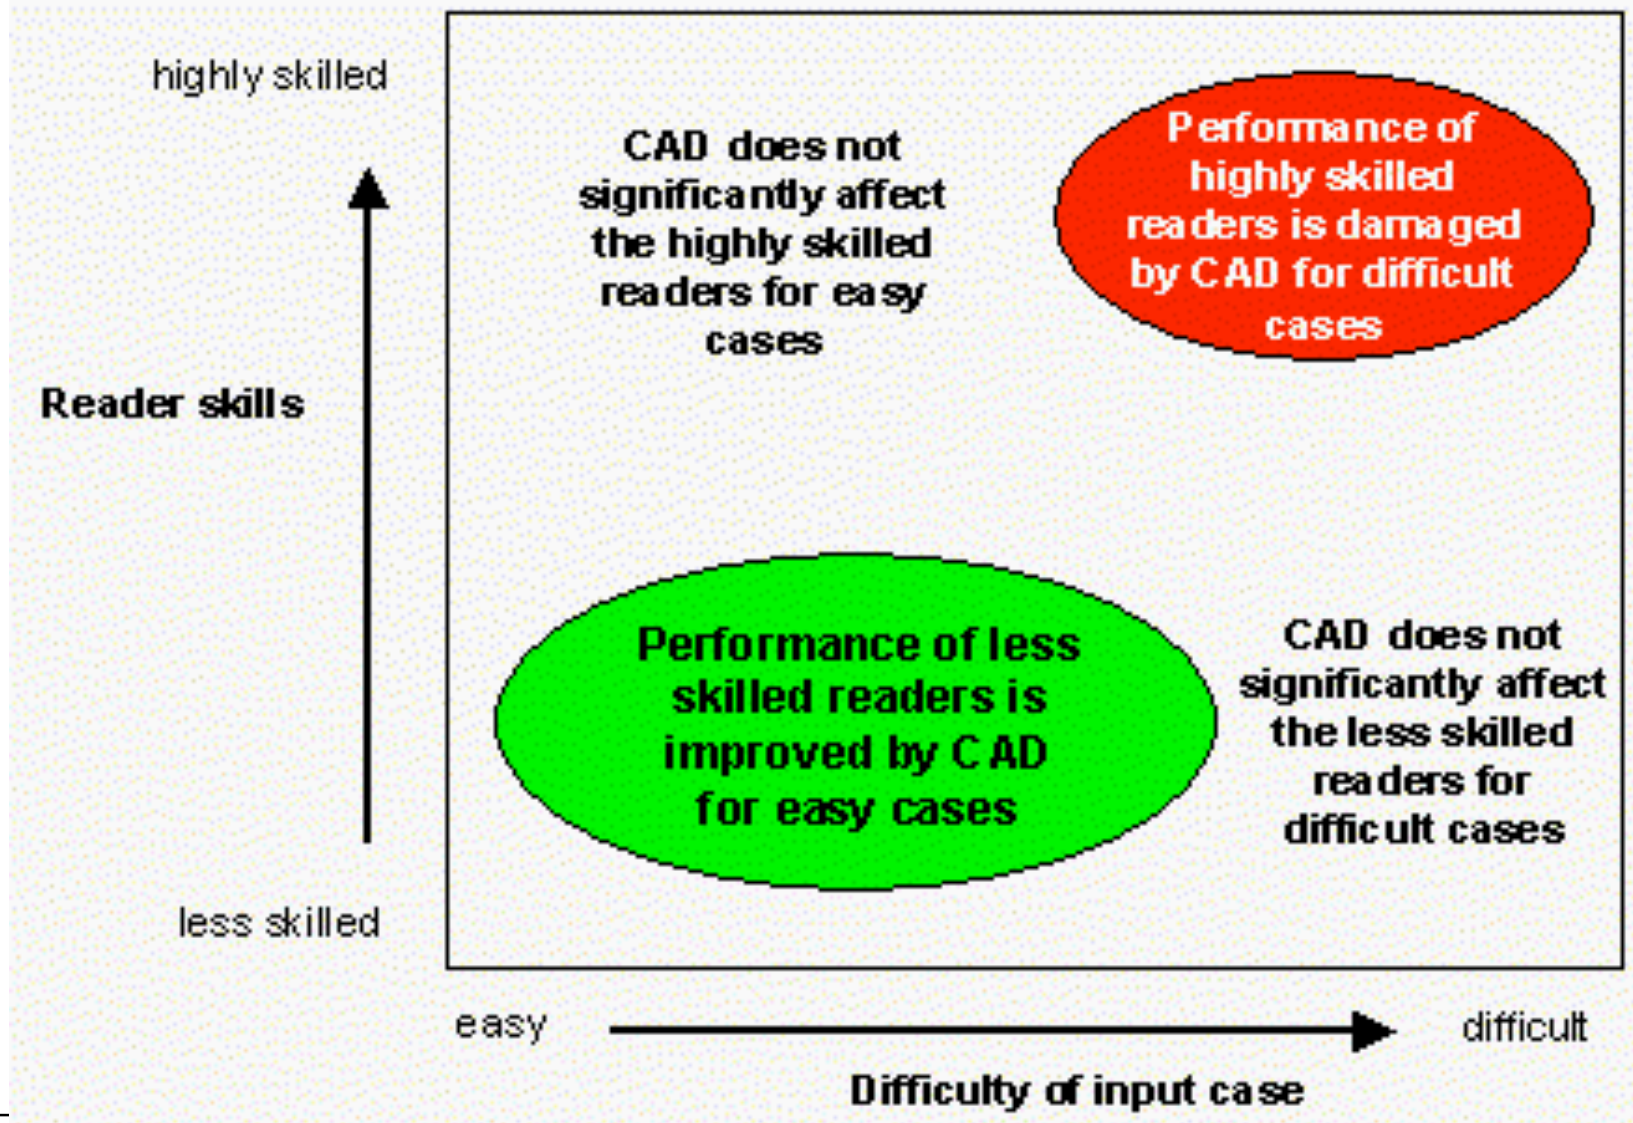 highly skilled
CAD does not
significantly affect
the highly skilled
readers for easy
cases
Performance of
highly skilled
readers is damaged
by CAD for difficult
cases
Reader skills
Performance of less
skilled readers is
improved by CAD
for easy cases
CAD does not
significantly affect
the less skilled
readers for
difficult cases
less skilled
easy
difficult
Difficulty of input case